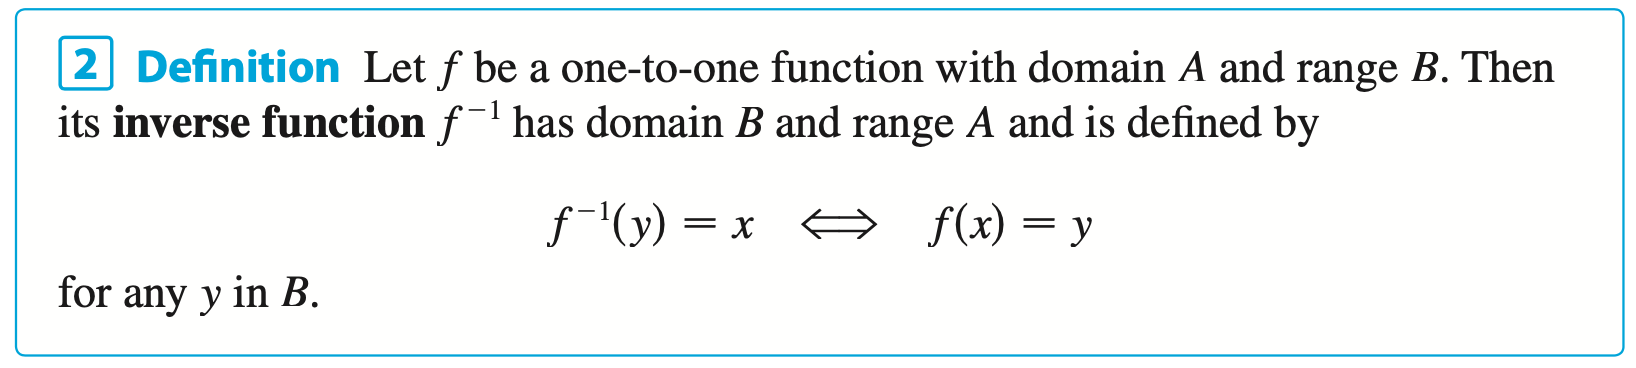 2 Definition Let f be a one-to-one function with domain A and range B. Then
its inverse function f⁻¹ has domain B and range A and is defined by
f⁻¹(y) = x ⟺ f(x) = y
for any y in B.